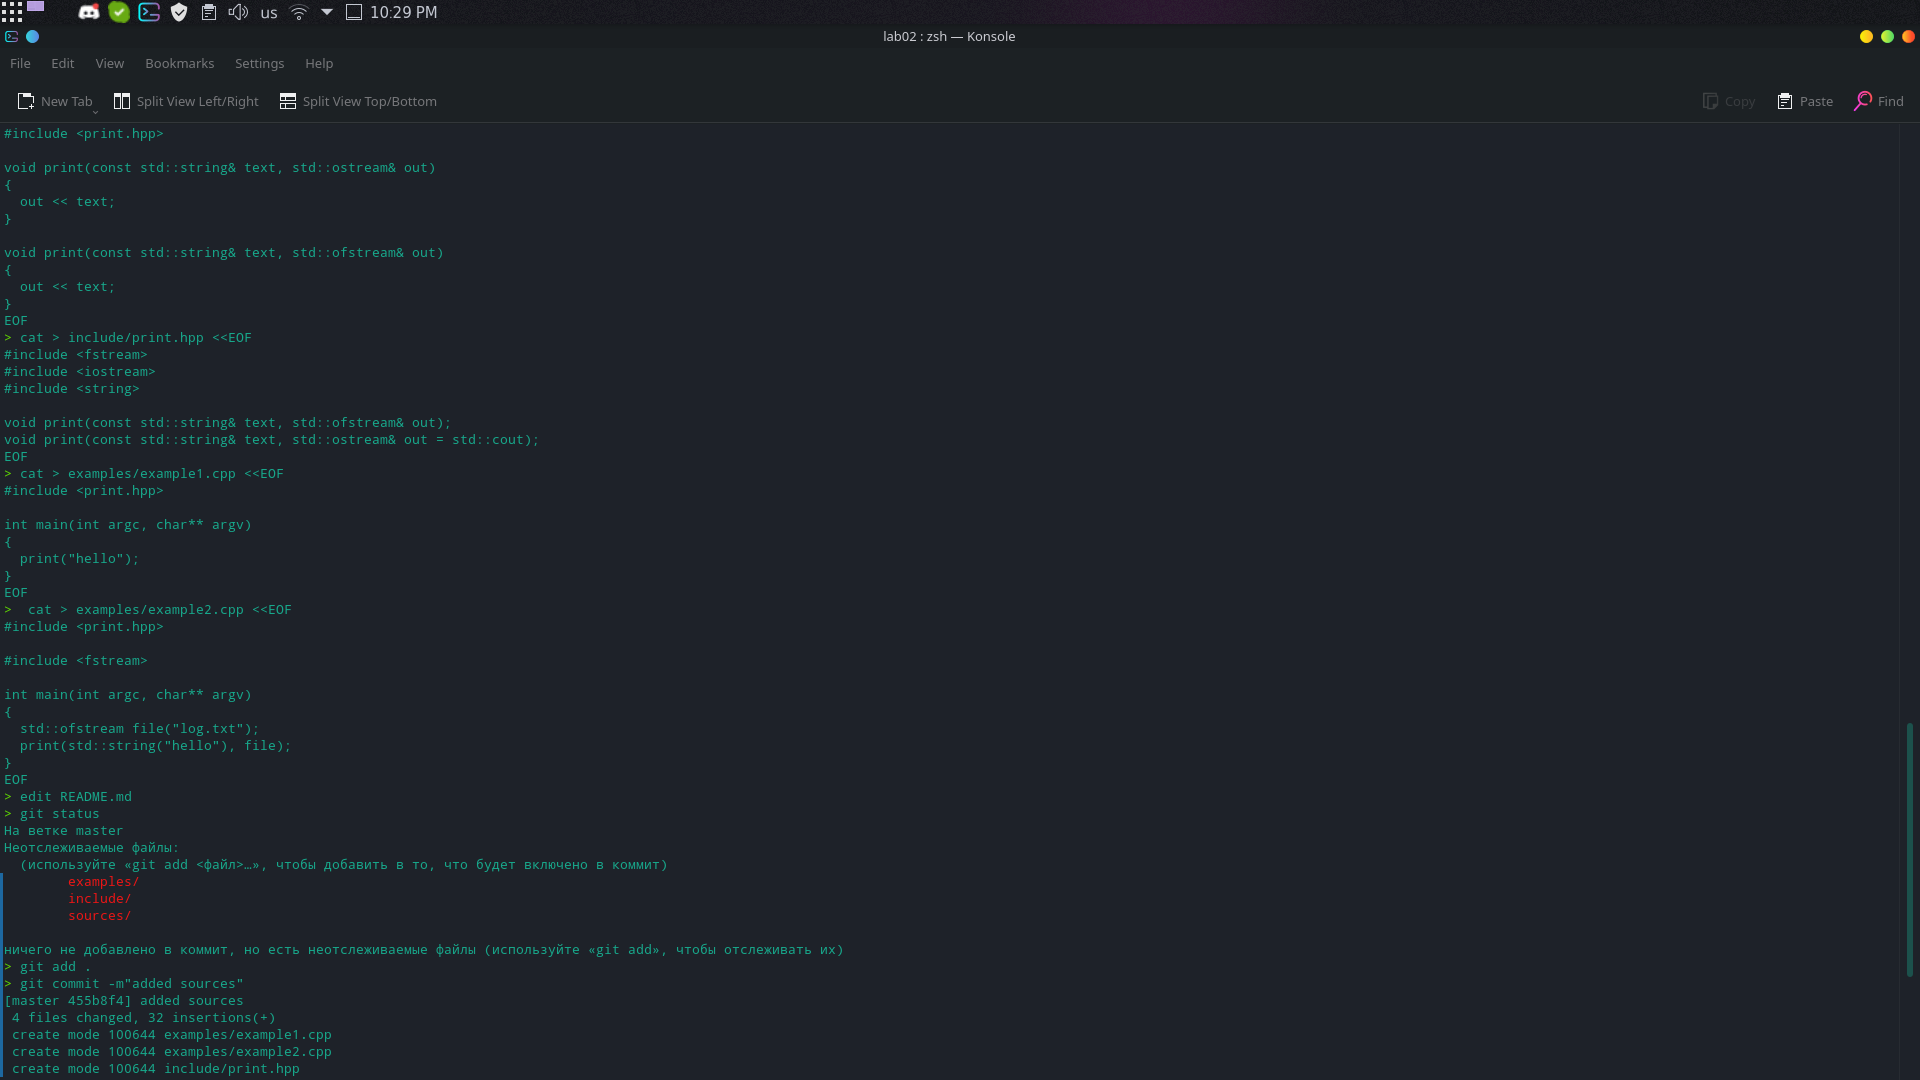 us
10:29 PM
lab02 : zsh — Konsole
File Edit View Bookmarks Settings Help
New Tab Split View Left/Right Split View Top/Bottom Copy Paste Find
#include <print.hpp>
void print(const std::string& text, std::ostream& out)
{
  out << text;
}
void print(const std::string& text, std::ofstream& out)
{
  out << text;
}
EOF
> cat > include/print.hpp <<EOF
#include <fstream>
#include <iostream>
#include <string>
void print(const std::string& text, std::ofstream& out);
void print(const std::string& text, std::ostream& out = std::cout);
EOF
> cat > examples/example1.cpp <<EOF
#include <print.hpp>
int main(int argc, char** argv)
{
  print("hello");
}
EOF
>  cat > examples/example2.cpp <<EOF
#include <print.hpp>
#include <fstream>
int main(int argc, char** argv)
{
  std::ofstream file("log.txt");
  print(std::string("hello"), file);
}
EOF
> edit README.md
> git status
На ветке master
Неотслеживаемые файлы:
  (используйте «git add <файл>…», чтобы добавить в то, что будет включено в коммит)
        examples/
        include/
        sources/
ничего не добавлено в коммит, но есть неотслеживаемые файлы (используйте «git add», чтобы отслеживать их)
> git add .
> git commit -m"added sources"
[master 455b8f4] added sources
 4 files changed, 32 insertions(+)
 create mode 100644 examples/example1.cpp
 create mode 100644 examples/example2.cpp
 create mode 100644 include/print.hpp